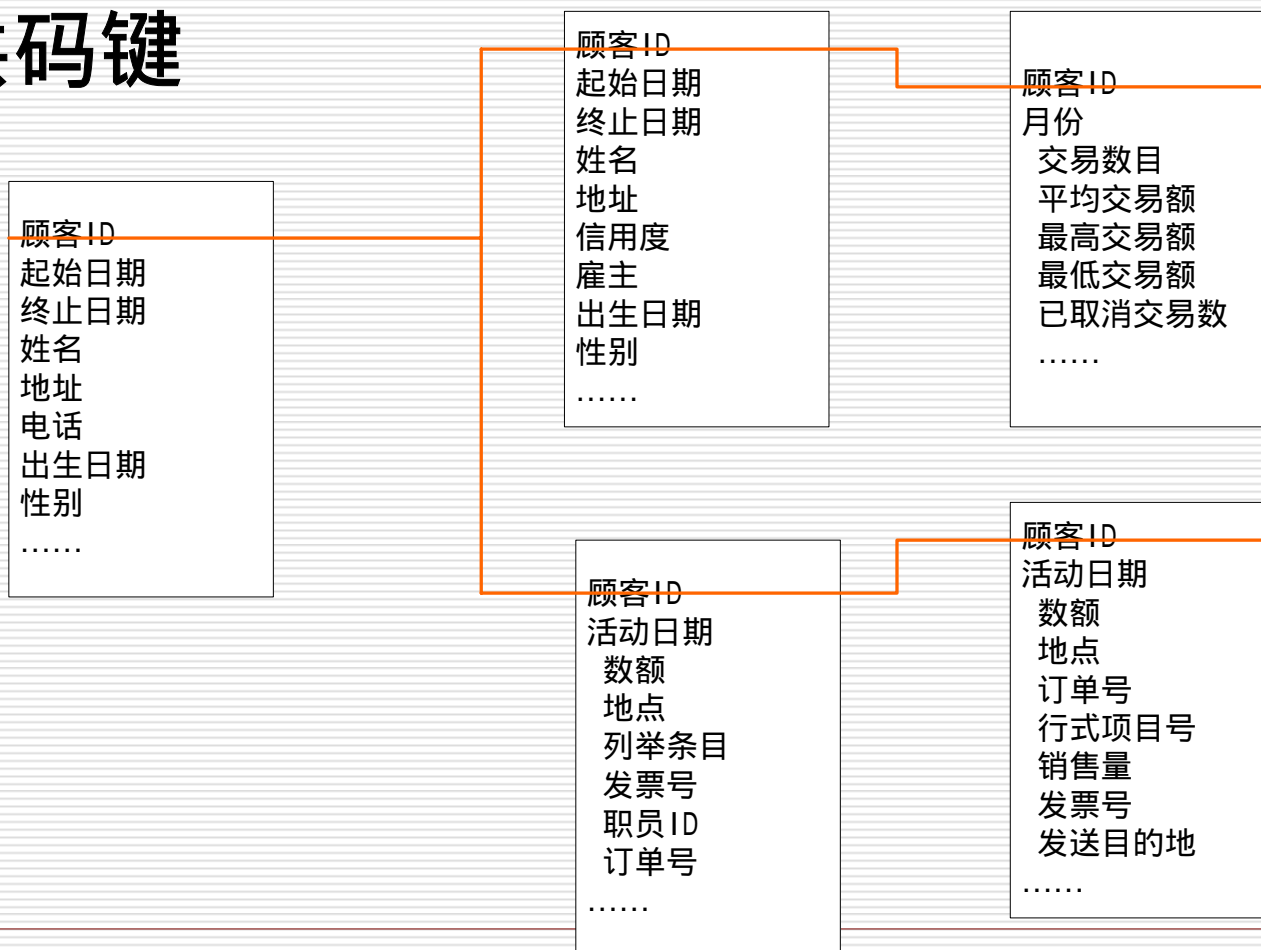 码键
顾客ID
起始日期
终止日期
姓名
地址
电话
出生日期
性别
......
顾客ID
起始日期
终止日期
姓名
地址
信用度
雇主
出生日期
性别
......
顾客ID
月份
交易数目
平均交易额
最高交易额
最低交易额
已取消交易数
......
顾客ID
活动日期
数额
地点
列举条目
发票号
职员ID
订单号
......
顾客ID
活动日期
数额
地点
订单号
行式项目号
销售量
发票号
发送目的地
......